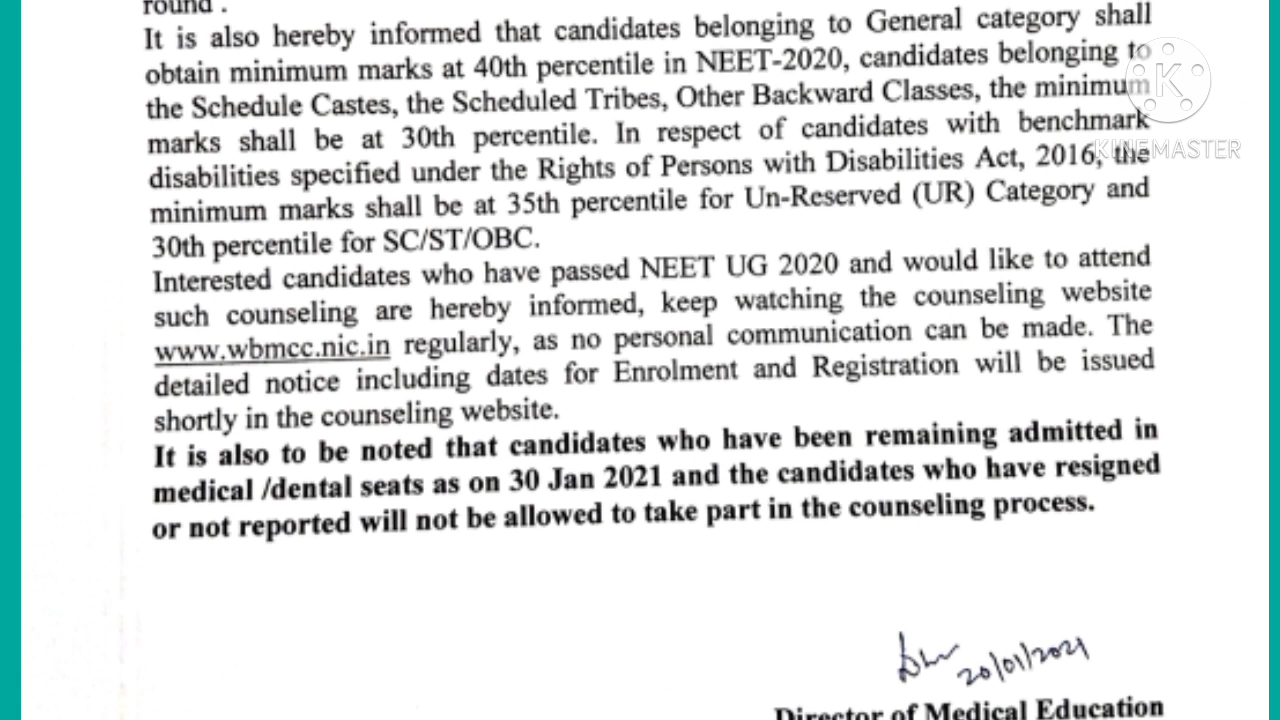 round .
It is also hereby informed that candidates belonging to General category shall
obtain minimum marks at 40th percentile in NEET-2020, candidates belonging to
the Schedule Castes, the Scheduled Tribes, Other Backward Classes, the minimum
marks shall be at 30th percentile. In respect of candidates with benchmark
disabilities specified under the Rights of Persons with Disabilities Act, 2016, the
minimum marks shall be at 35th percentile for Un-Reserved (UR) Category and
30th percentile for SC/ST/OBC.
Interested candidates who have passed NEET UG 2020 and would like to attend
such counseling are hereby informed, keep watching the counseling website
www.wbmcc.nic.in regularly, as no personal communication can be made. The
detailed notice including dates for Enrolment and Registration will be issued
shortly in the counseling website.
It is also to be noted that candidates who have been remaining admitted in
medical /dental seats as on 30 Jan 2021 and the candidates who have resigned
or not reported will not be allowed to take part in the counseling process.
20/01/2021
Director of Medical Education
K
KINEMASTER